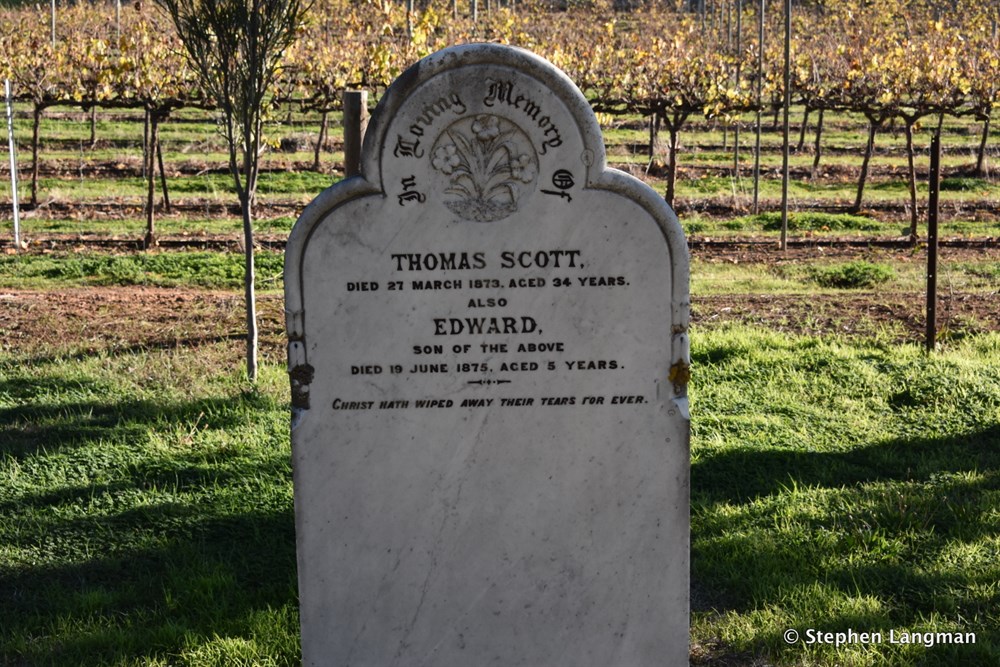 In Loving Memory Of
THOMAS SCOTT,
DIED 27 MARCH 1873, AGED 34 YEARS.
ALSO
EDWARD,
SON OF THE ABOVE
DIED 19 JUNE 1875, AGED 5 YEARS.
CHRIST HATH WIPED AWAY THEIR TEARS FOR EVER.
© Stephen Langman